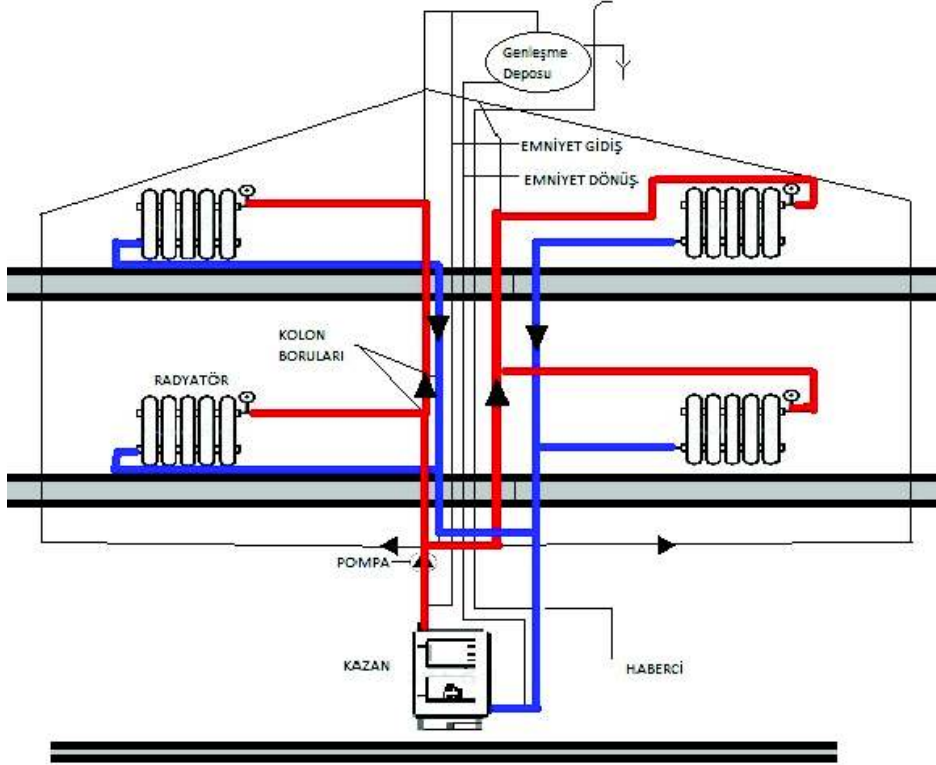 Genleşme
Deposu
EMNİYET GİDİŞ
EMNİYET DÖNÜŞ
KOLON
BORULARI
RADYATÖR
POMPA
KAZAN
HABERCİ